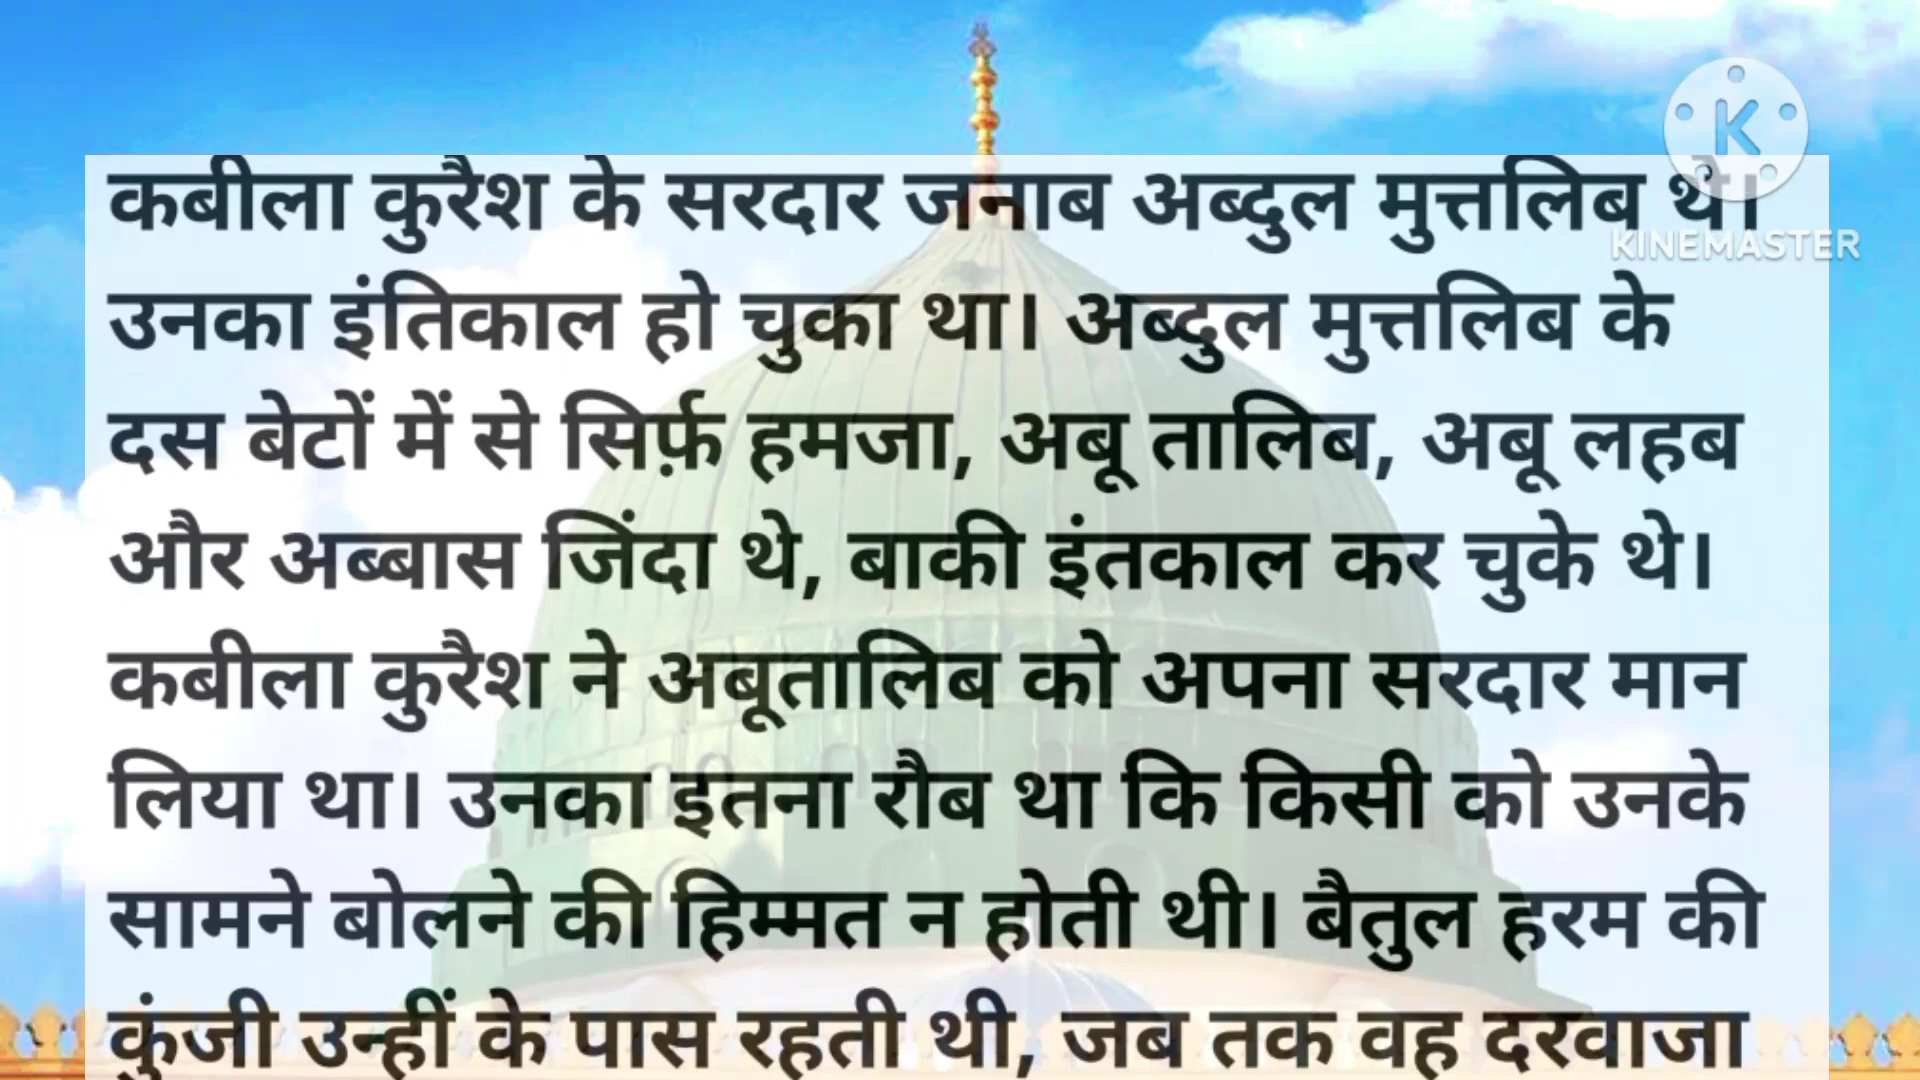 कबीला कुरैश के सरदार जनाब अब्दुल मुत्तलिब थे।
उनका इंतिकाल हो चुका था। अब्दुल मुत्तलिब के
दस बेटों में से सिर्फ़ हमजा, अबू तालिब, अबू लहब
और अब्बास जिंदा थे, बाकी इंतकाल कर चुके थे।
कबीला कुरैश ने अबूतालिब को अपना सरदार मान
लिया था। उनका इतना रौब था कि किसी को उनके
सामने बोलने की हिम्मत न होती थी। बैतुल हरम की
कुंजी उन्हीं के पास रहती थी, जब तक वह दरवाजा
K
KINEMASTER